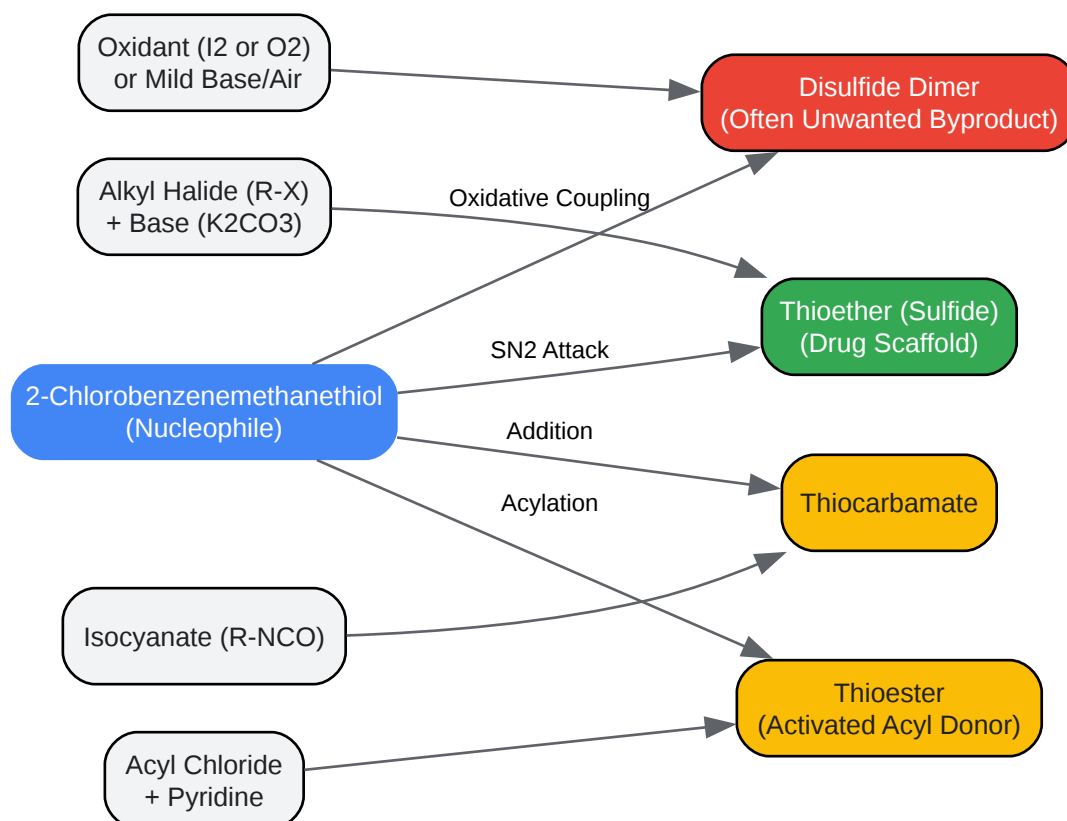 Oxidant (I2 or O2)
or Mild Base/Air
Disulfide Dimer
(Often Unwanted Byproduct)
Alkyl Halide (R-X)
+ Base (K2CO3)
Oxidative Coupling
Thioether (Sulfide)
(Drug Scaffold)
SN2 Attack
2-Chlorobenzenemethanethiol
(Nucleophile)
Addition
Thiocarbamate
Acylation
Isocyanate (R-NCO)
Thioester
(Activated Acyl Donor)
Acyl Chloride
+ Pyridine